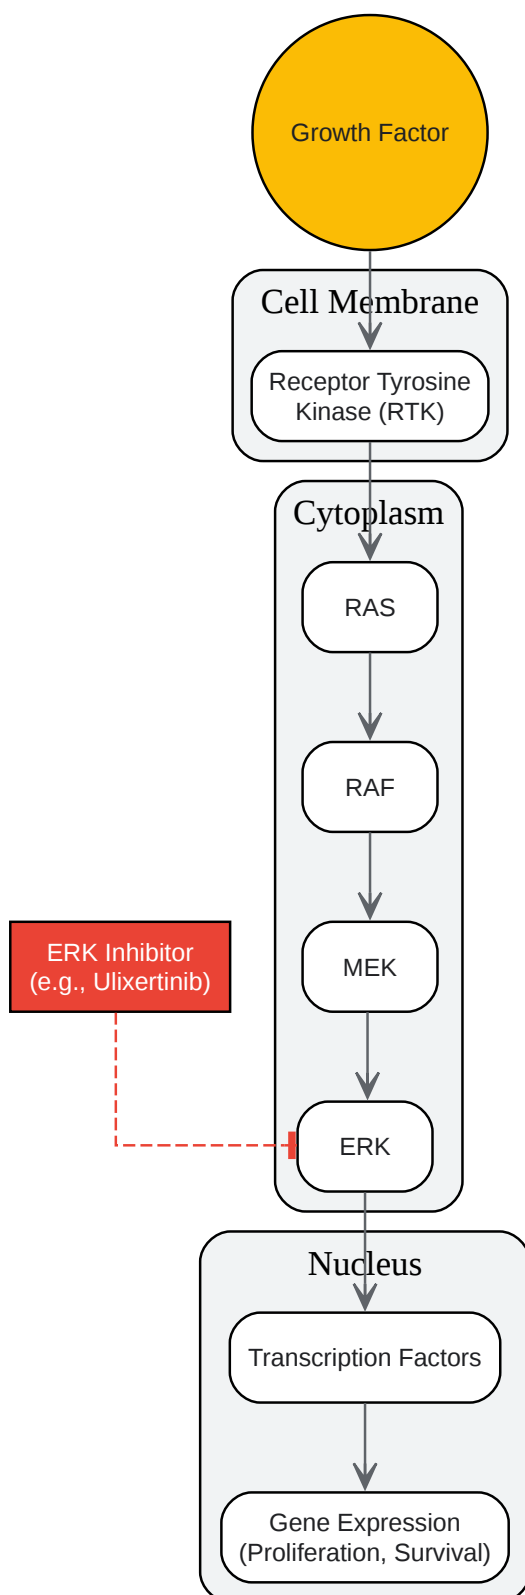 Growth Factor
Cell Membrane
Receptor Tyrosine
Kinase (RTK)
Cytoplasm
RAS
RAF
ERK Inhibitor
(e.g., Ulixertinib)
MEK
ERK
Nucleus
Transcription Factors
Gene Expression
(Proliferation, Survival)